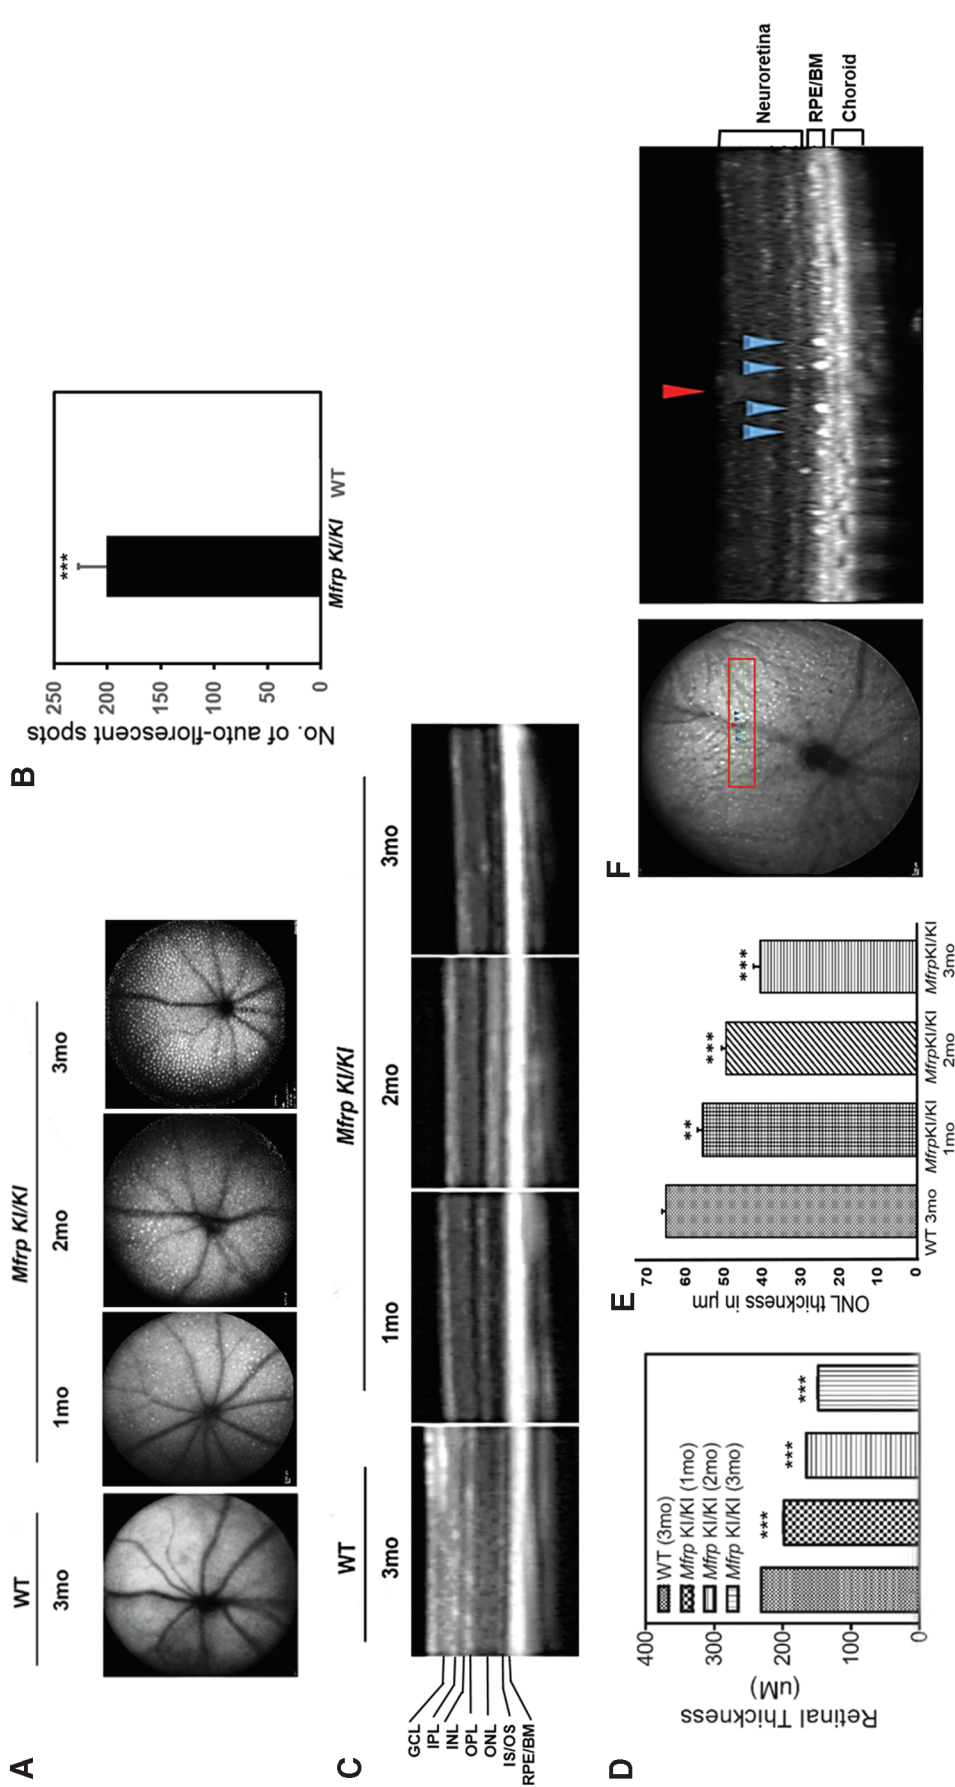 A
WT
Mfrp KI/KI
3mo
1mo
2mo
3mo
B
No. of auto-florescent spots
250
200
150
100
50
0
***
Mfrp KI/KI
WT
C
WT
Mfrp KI/KI
3mo
1mo
2mo
3mo
GCL
IPL
INL
OPL
ONL
IS/OS
RPE/BM
D
Retinal Thickness
(uM)
400
300
200
100
0
WT (3mo)
Mfrp KI/KI (1mo)
Mfrp KI/KI (2mo)
Mfrp KI/KI (3mo)
***
***
***
E
ONL thickness in µm
70
60
50
40
30
20
10
0
**
***
***
WT 3mo
MfrpKI/KI
1mo
MfrpKI/KI
2mo
MfrpKI/KI
3mo
F
Neuroretina
RPE/BM
Choroid